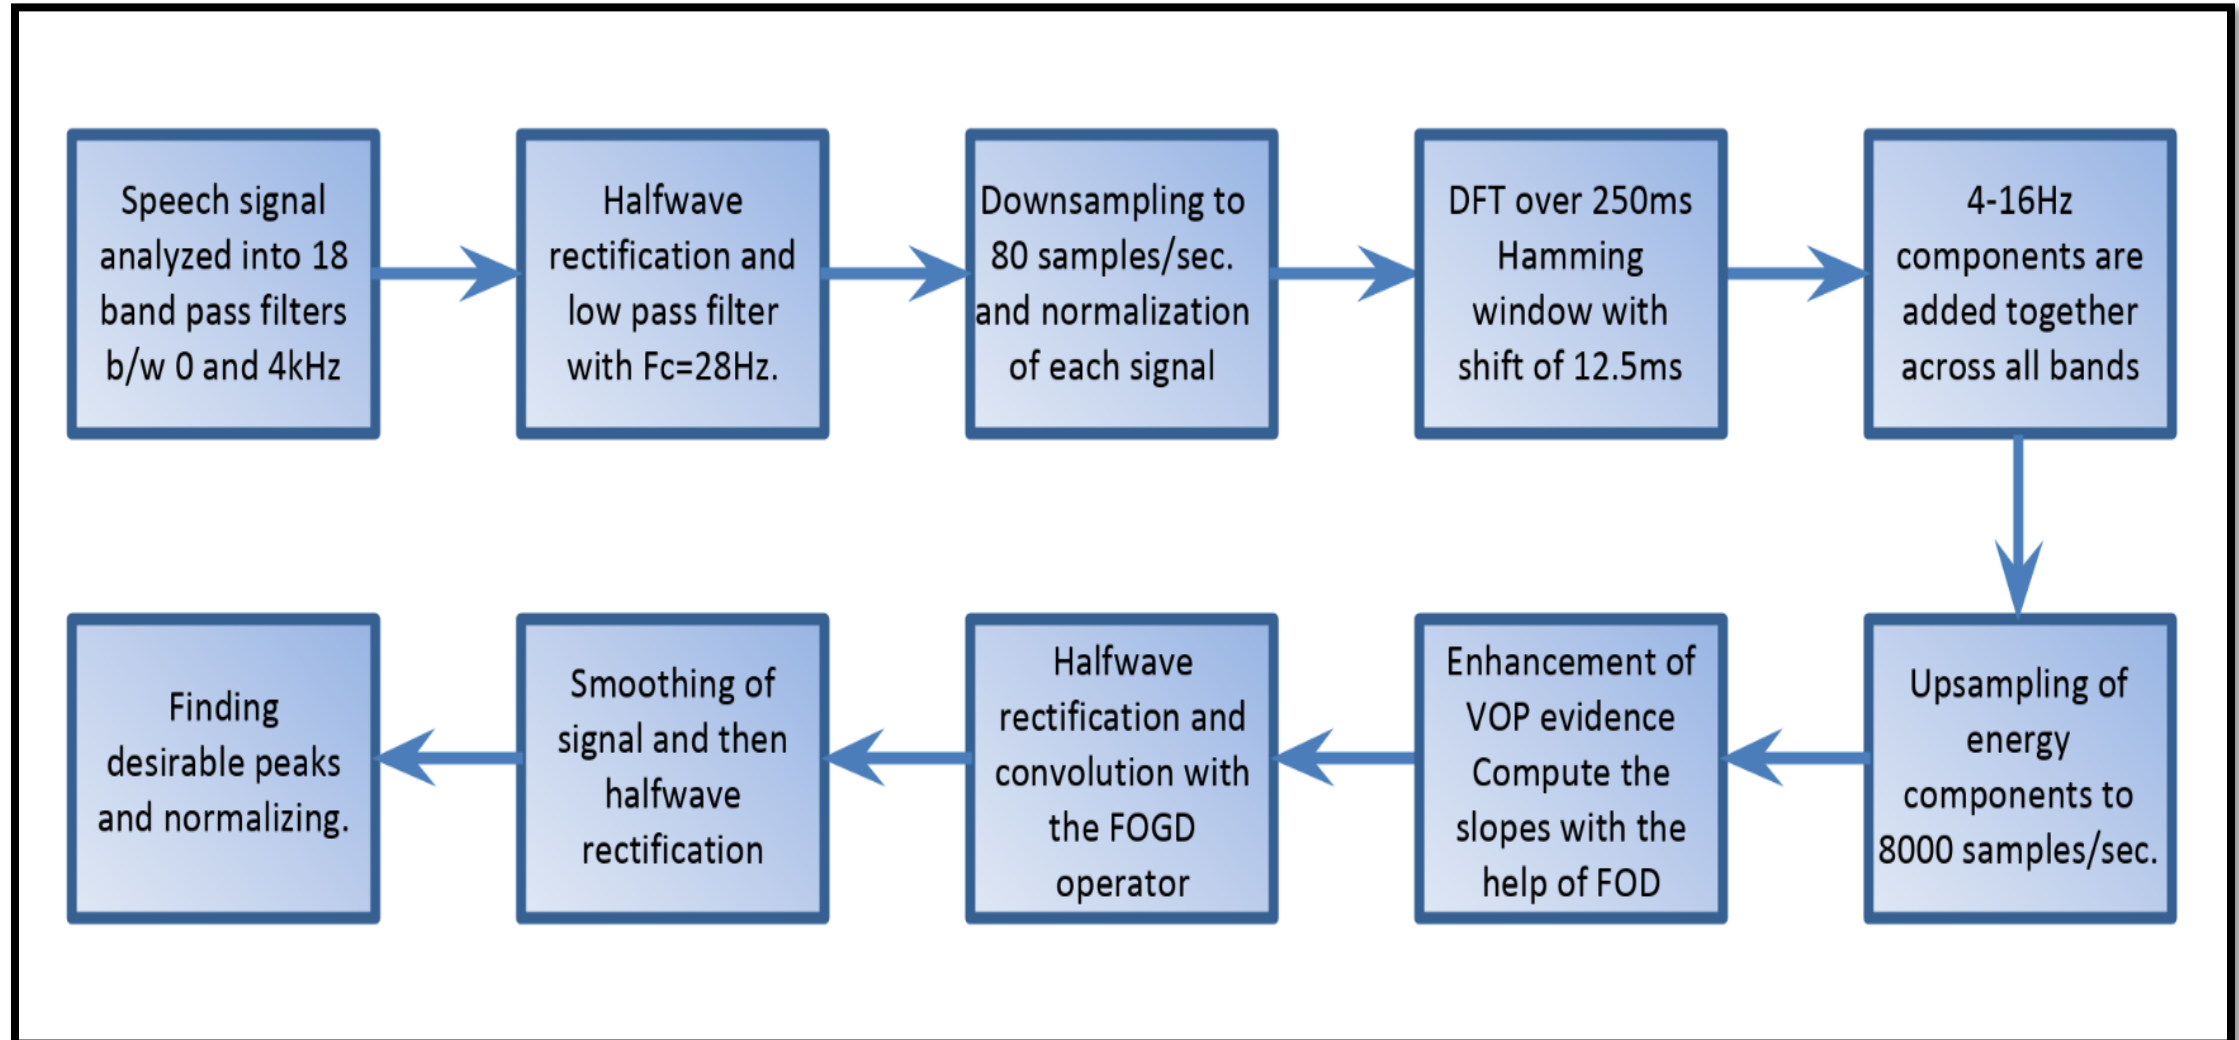 Speech signal
analyzed into 18
band pass filters
b/w 0 and 4kHz
Halfwave
rectification and
low pass filter
with Fc=28Hz.
Downsampling to
80 samples/sec.
and normalization
of each signal
DFT over 250ms
Hamming
window with
shift of 12.5ms
4-16Hz
components are
added together
across all bands
Upsampling of
energy
components to
8000 samples/sec.
Enhancement of
VOP evidence
Compute the
slopes with the
help of FOD
Halfwave
rectification and
convolution with
the FOGD
operator
Smoothing of
signal and then
halfwave
rectification
Finding
desirable peaks
and normalizing.